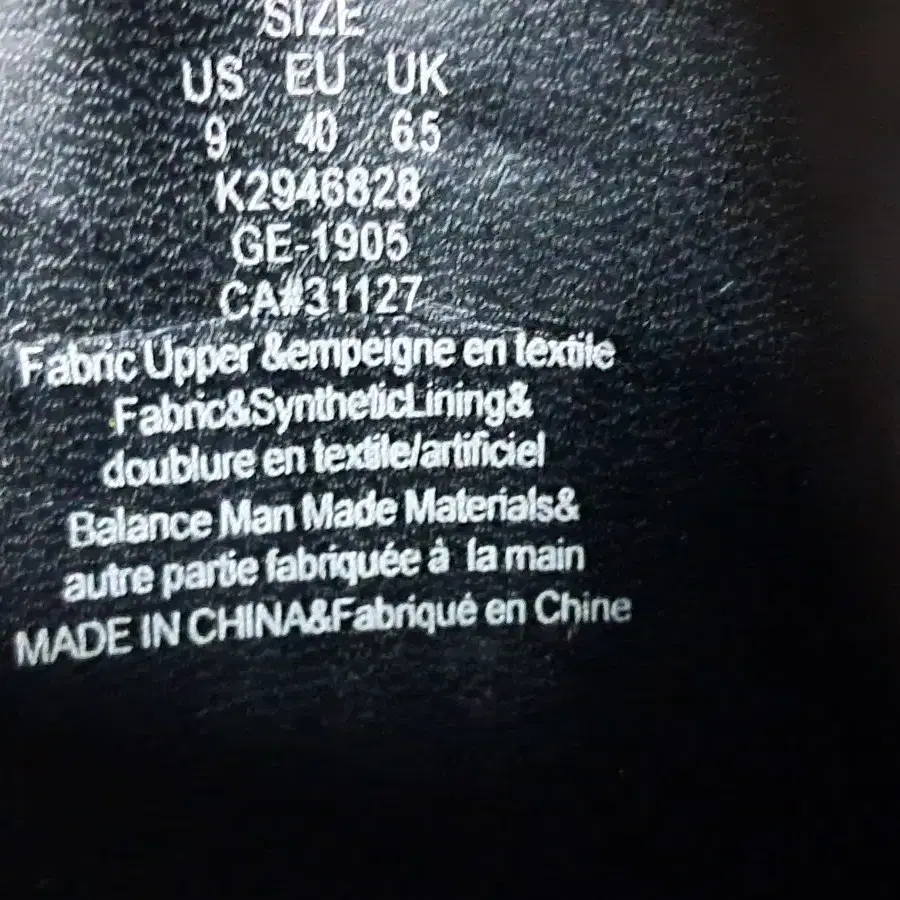 SIZE
US EU UK
9 40 6.5
K2946828
GE-1905
CA#31127
Fabric Upper &empeigne en textile
Fabric&SyntheticLining&
doublure en textile/artificiel
Balance Man Made Materials&
autre partie fabriquée à la main
MADE IN CHINA&Fabriqué en Chine